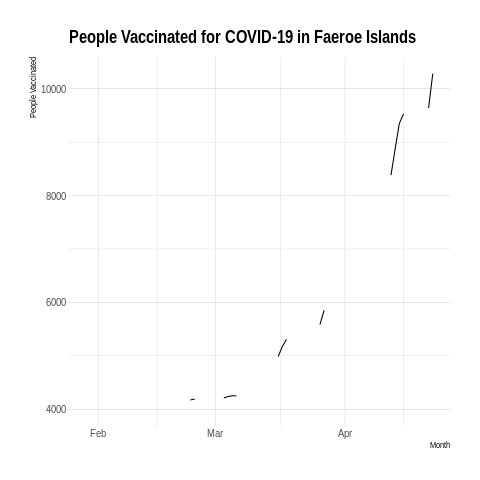 People Vaccinated for COVID-19 in Faeroe Islands
People Vaccinated
10000
8000
6000
4000
Feb Mar Apr
Month